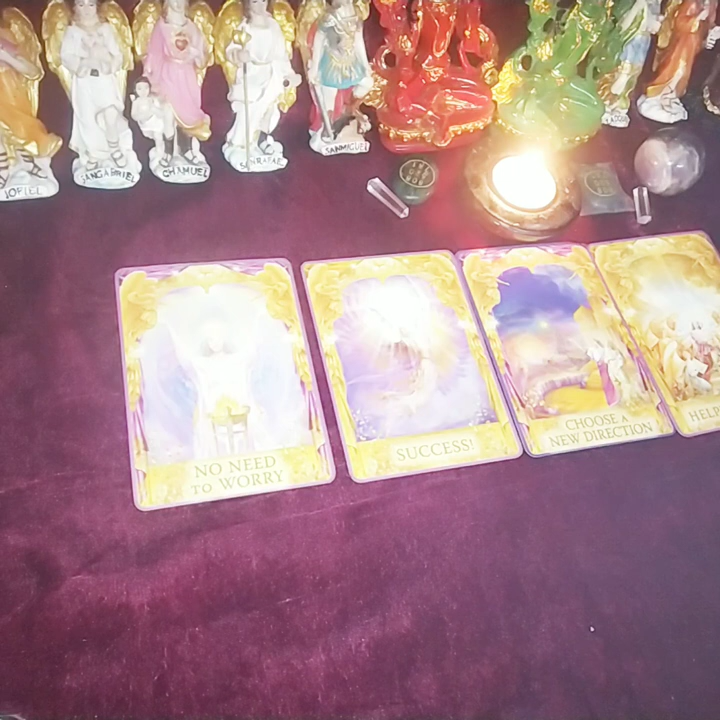 JOFIEL
SANGABRIEL
CHAMUEL
SANRAFAEL
SANMIGUEL
NO NEED
TO WORRY
SUCCESS!
CHOOSE A
NEW DIRECTION
HELP